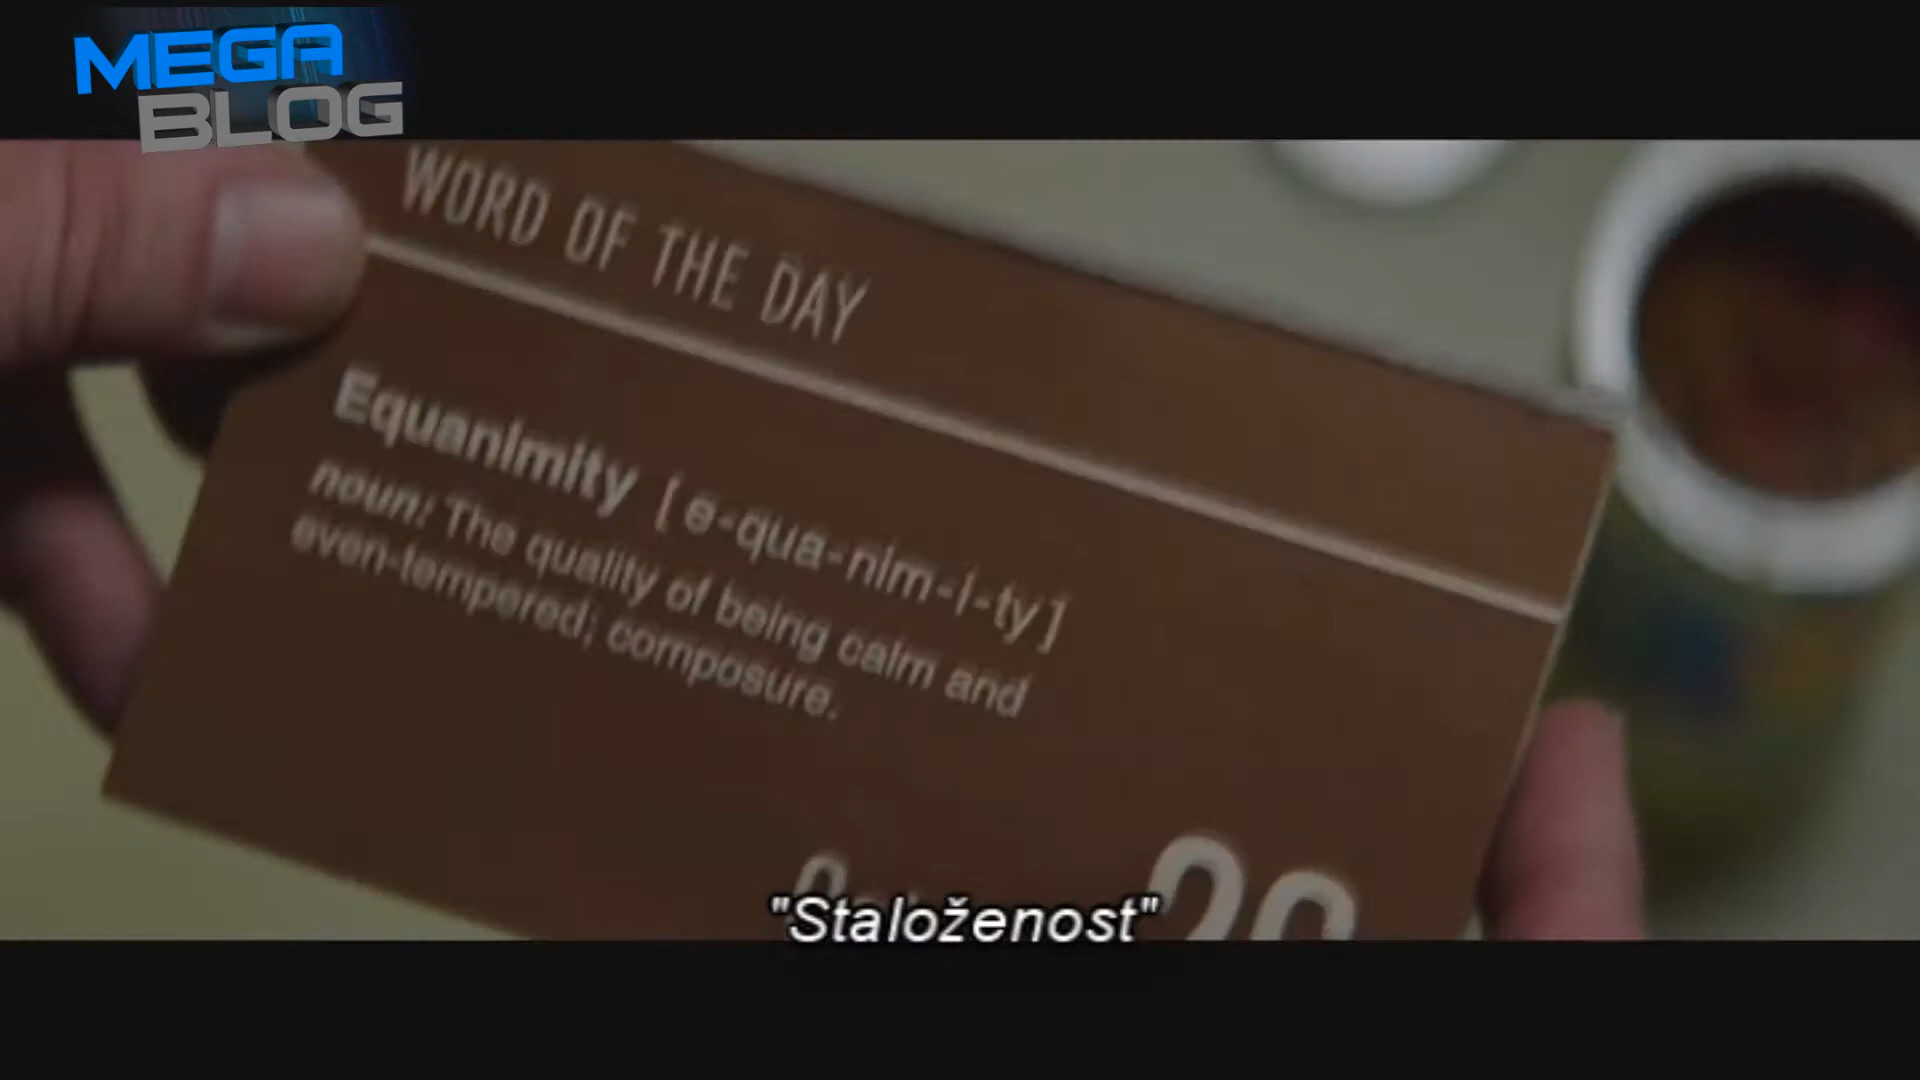 MEGA
BLOG
WORD OF THE DAY
Equanimity [e-qua-nim-i-ty]
noun: The quality of being calm and
even-tempered; composure.
"Staloženost"